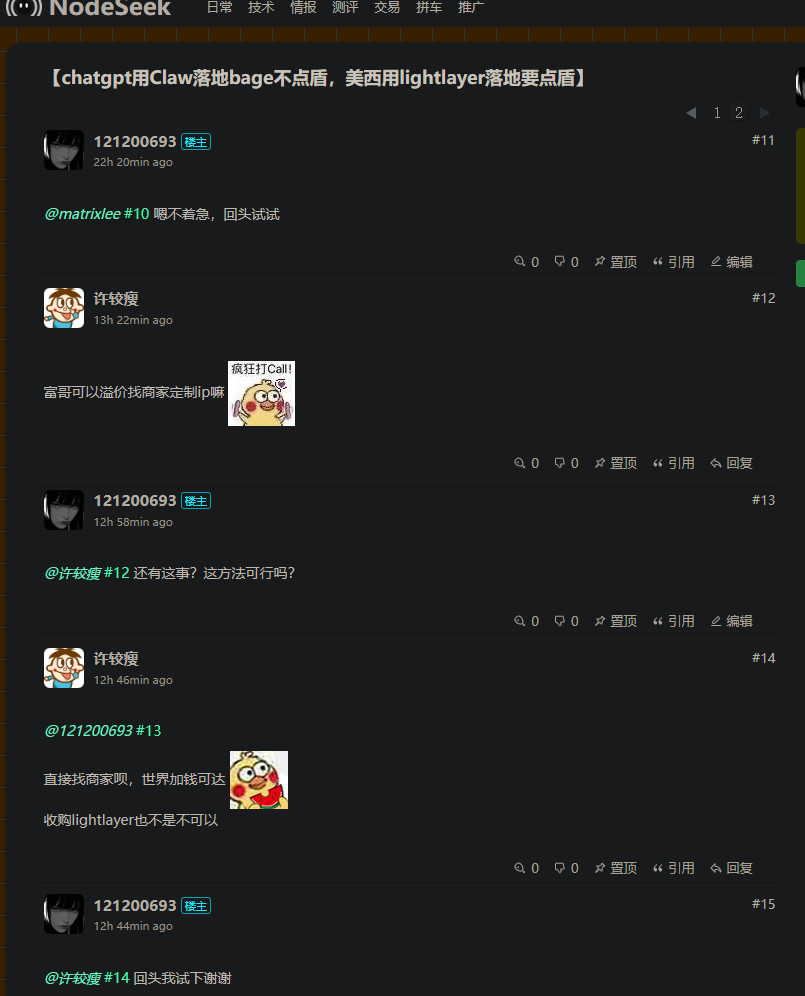 NodeSeek 日常 技术 情报 测评 交易 拼车 推广
【chatgpt用Claw落地bage不点盾，美西用lightlayer落地要点盾】
1 2
121200693 楼主 #11
22h 20min ago
@matrixlee #10 嗯不着急，回头试试
0 0 置顶 引用 编辑
许较瘦 #12
13h 22min ago
疯狂打Call!
富哥可以溢价找商家定制ip嘛
0 0 置顶 引用 回复
121200693 楼主 #13
12h 58min ago
@许较瘦 #12 还有这事？这方法可行吗？
0 0 置顶 引用 编辑
许较瘦 #14
12h 46min ago
@121200693 #13
直接找商家呗，世界加钱可达
收购lightlayer也不是不可以
0 0 置顶 引用 回复
121200693 楼主 #15
12h 44min ago
@许较瘦 #14 回头我试下谢谢